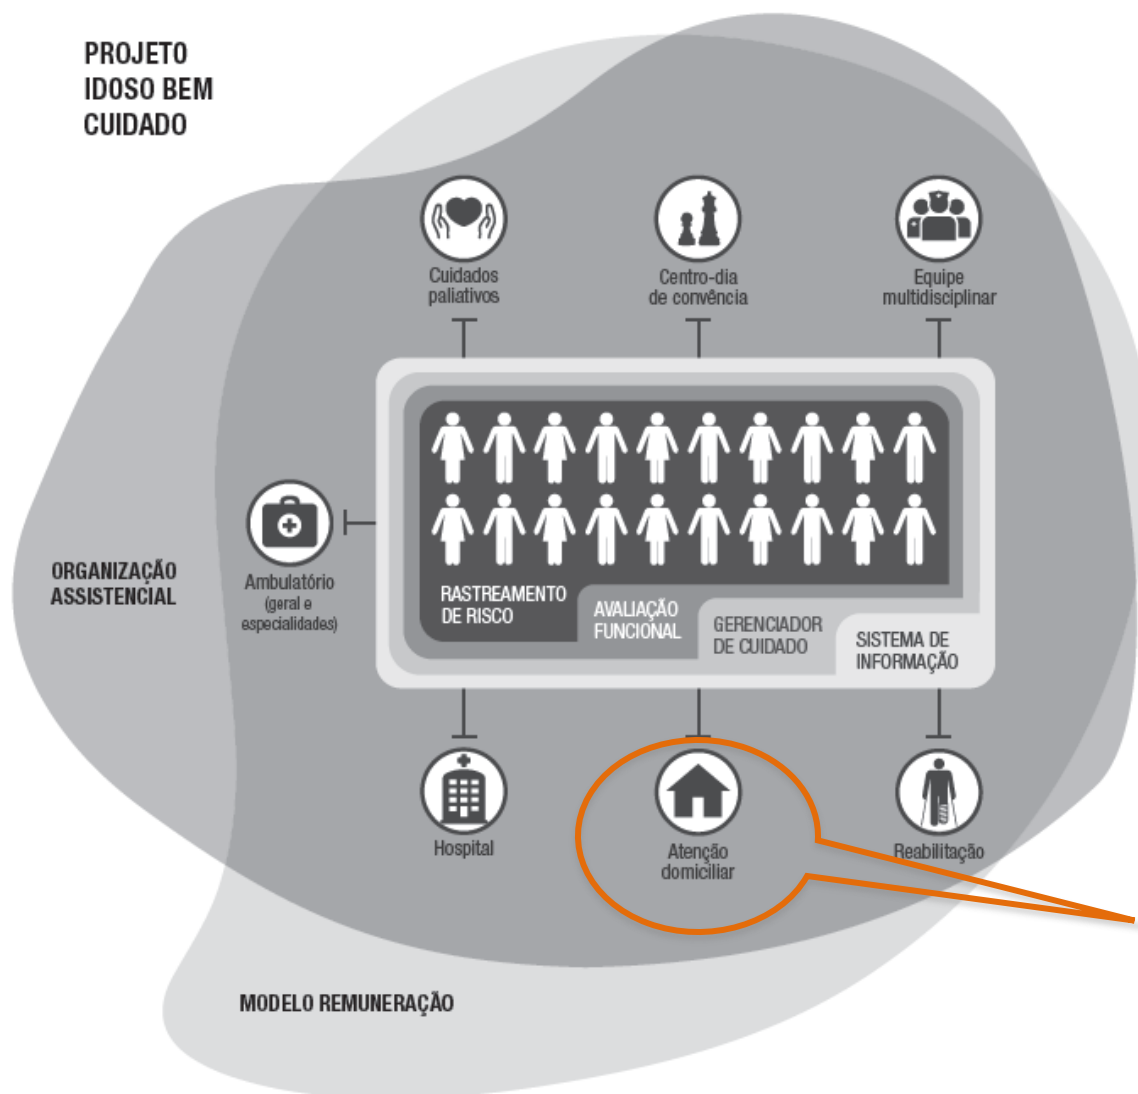 PROJETO
IDOSO BEM
CUIDADO
Cuidados
paliativos
Centro-dia
de convência
Equipe
multidisciplinar
ORGANIZAÇÃO
ASSISTENCIAL
Ambulatório
(geral e
especialidades)
RASTREAMENTO
DE RISCO
AVALIAÇÃO
FUNCIONAL
GERENCIADOR
DE CUIDADO
SISTEMA DE
INFORMAÇÃO
Hospital
Atenção
domiciliar
Reabilitação
MODELO REMUNERAÇÃO